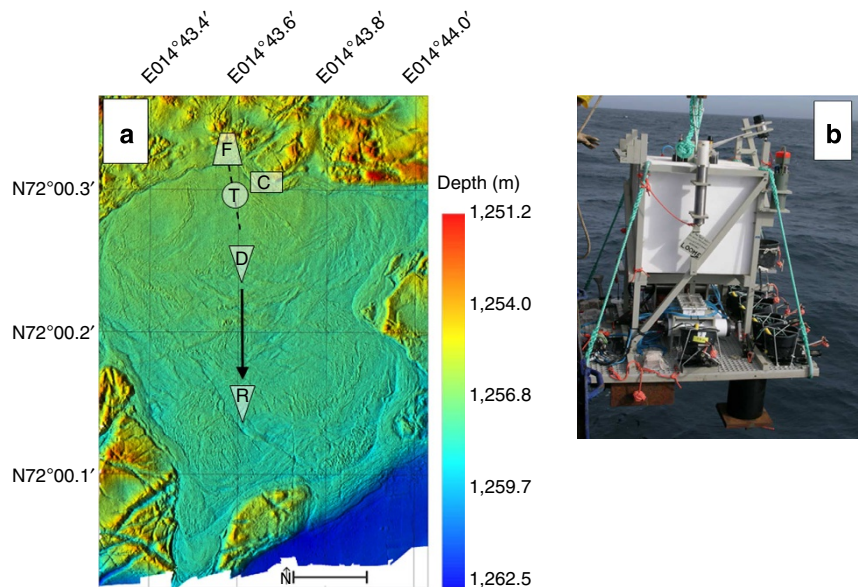 E014°43.4′
E014°43.6′
E014°43.8′
E014°44.0′
a
b
F
C
T
D
R
N72°00.3′
N72°00.2′
N72°00.1′
Depth (m)
1,251.2
1,254.0
1,256.8
1,259.7
1,262.5
N